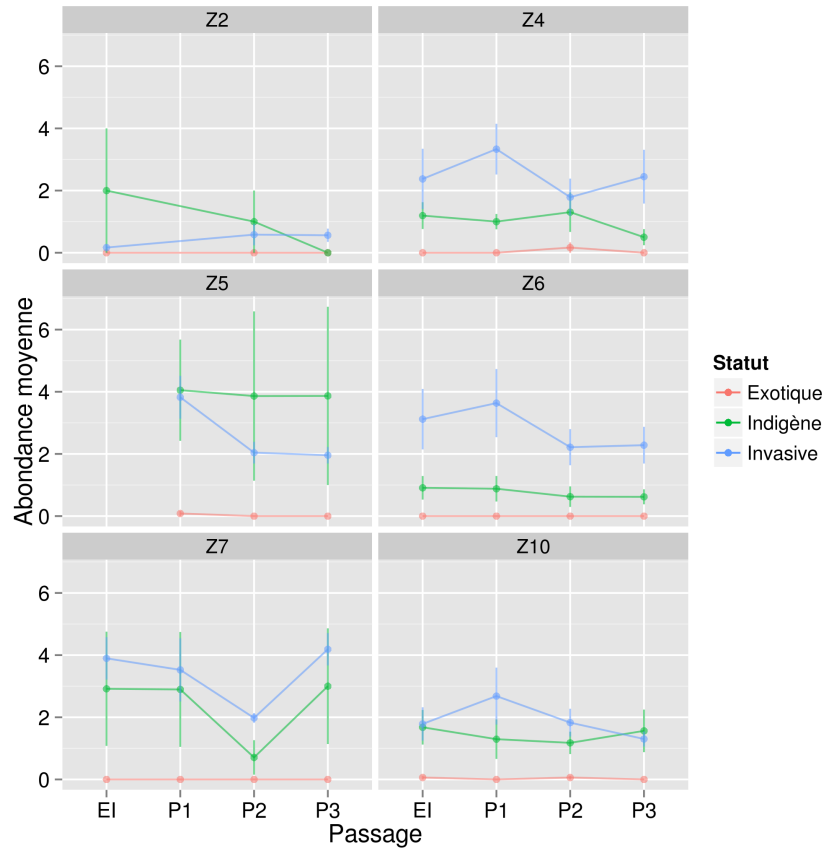 Z2 Z4
6
4
2
0
Z5 Z6
6
4
2
0
Z7 Z10
6
4
2
0
EI P1 P2 P3 EI P1 P2 P3
Passage
Abondance moyenne
Statut
Exotique
Indigène
Invasive